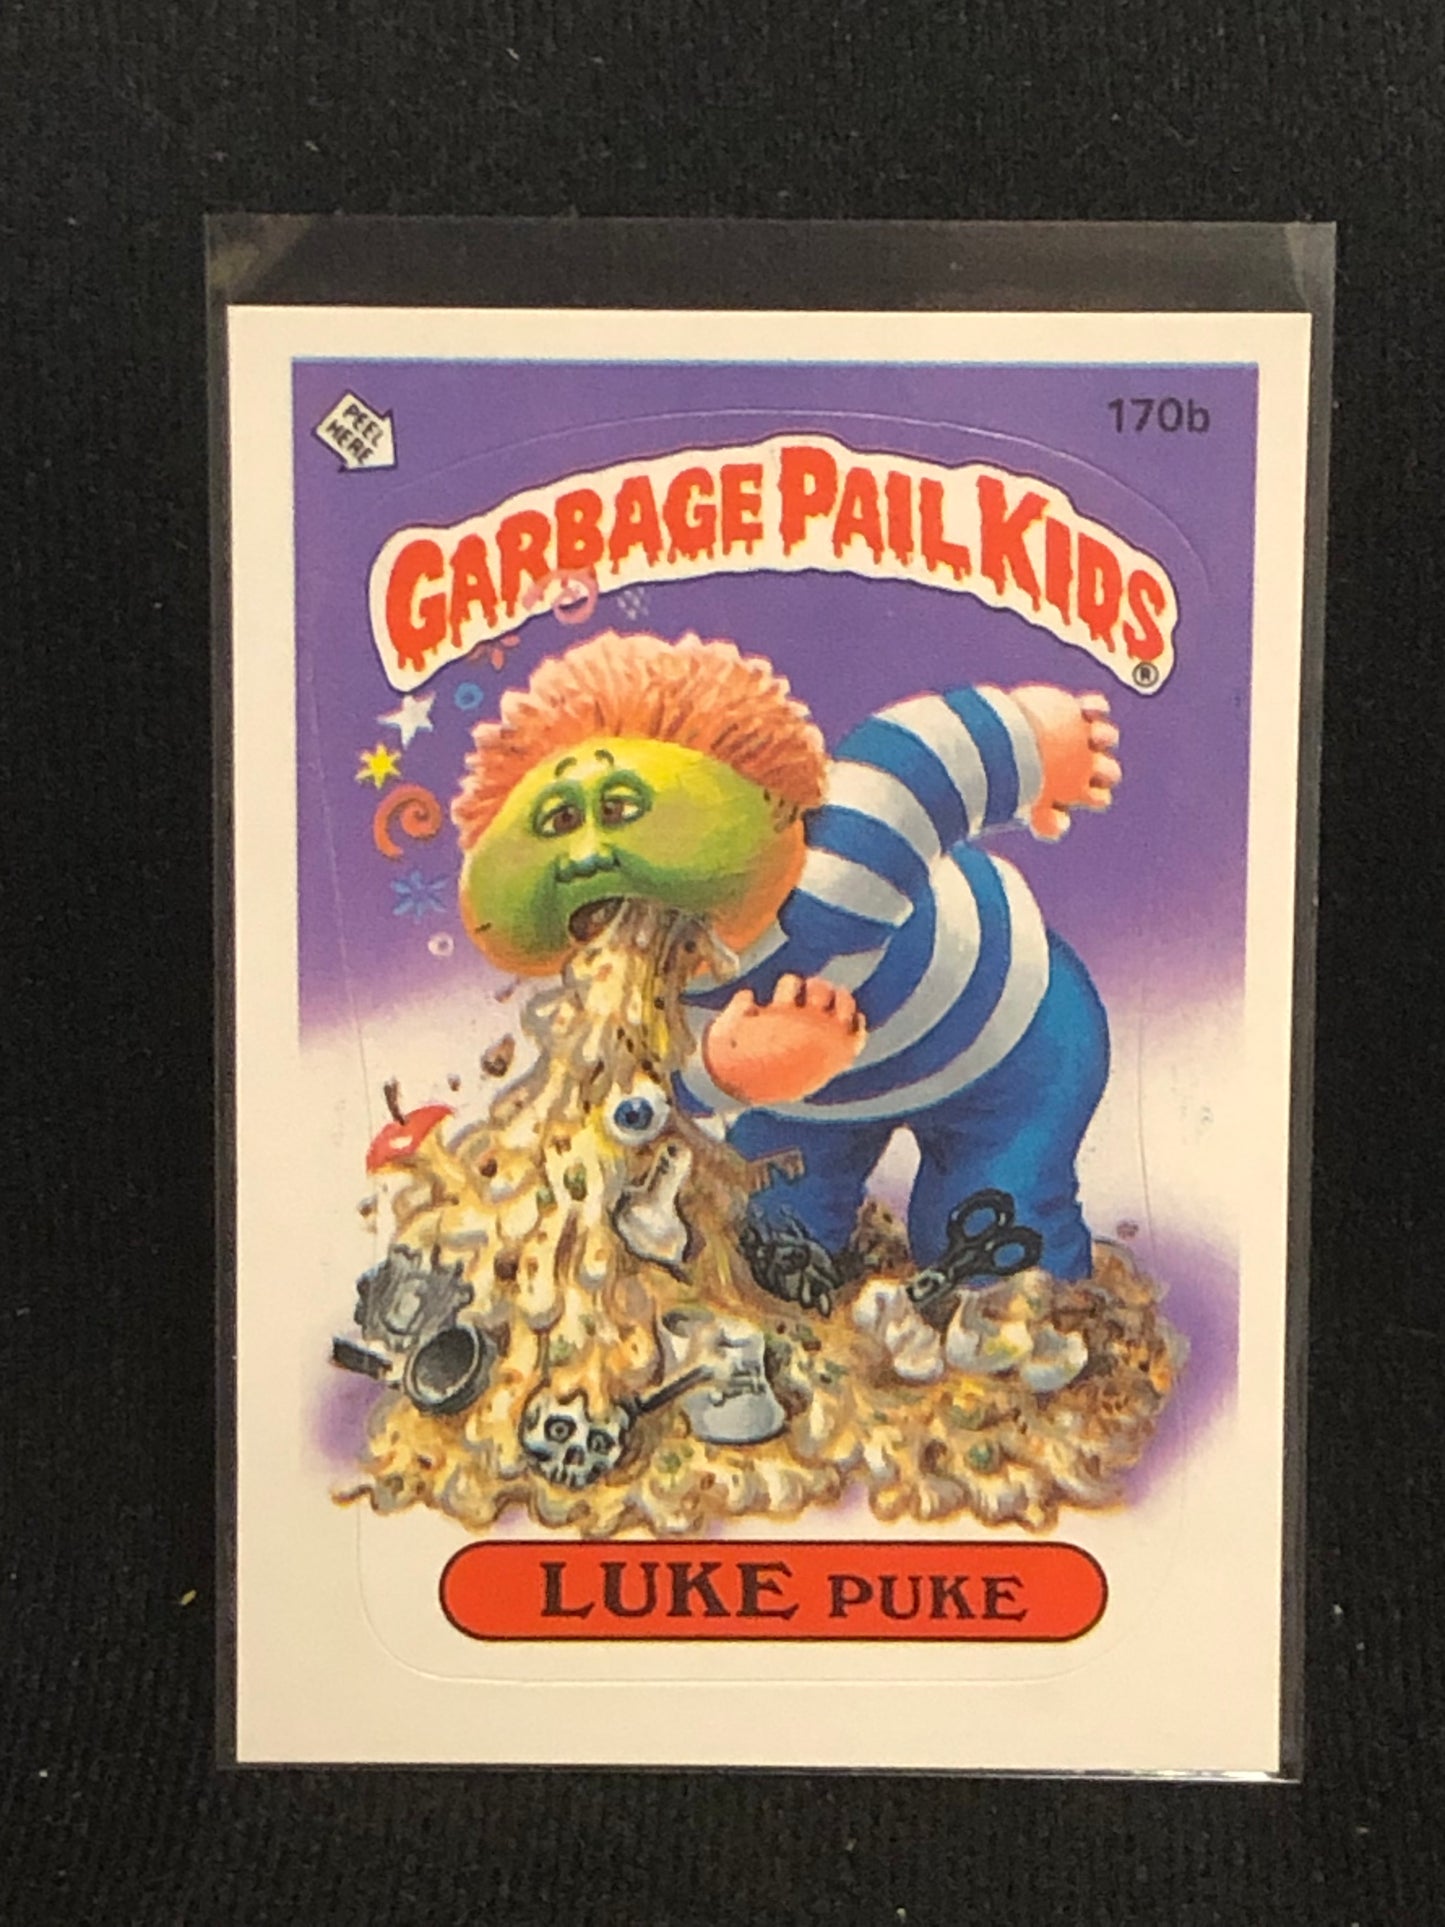 PEEL
HERE
170b
GARBAGE PAIL KIDS
®
LUKE PUKE